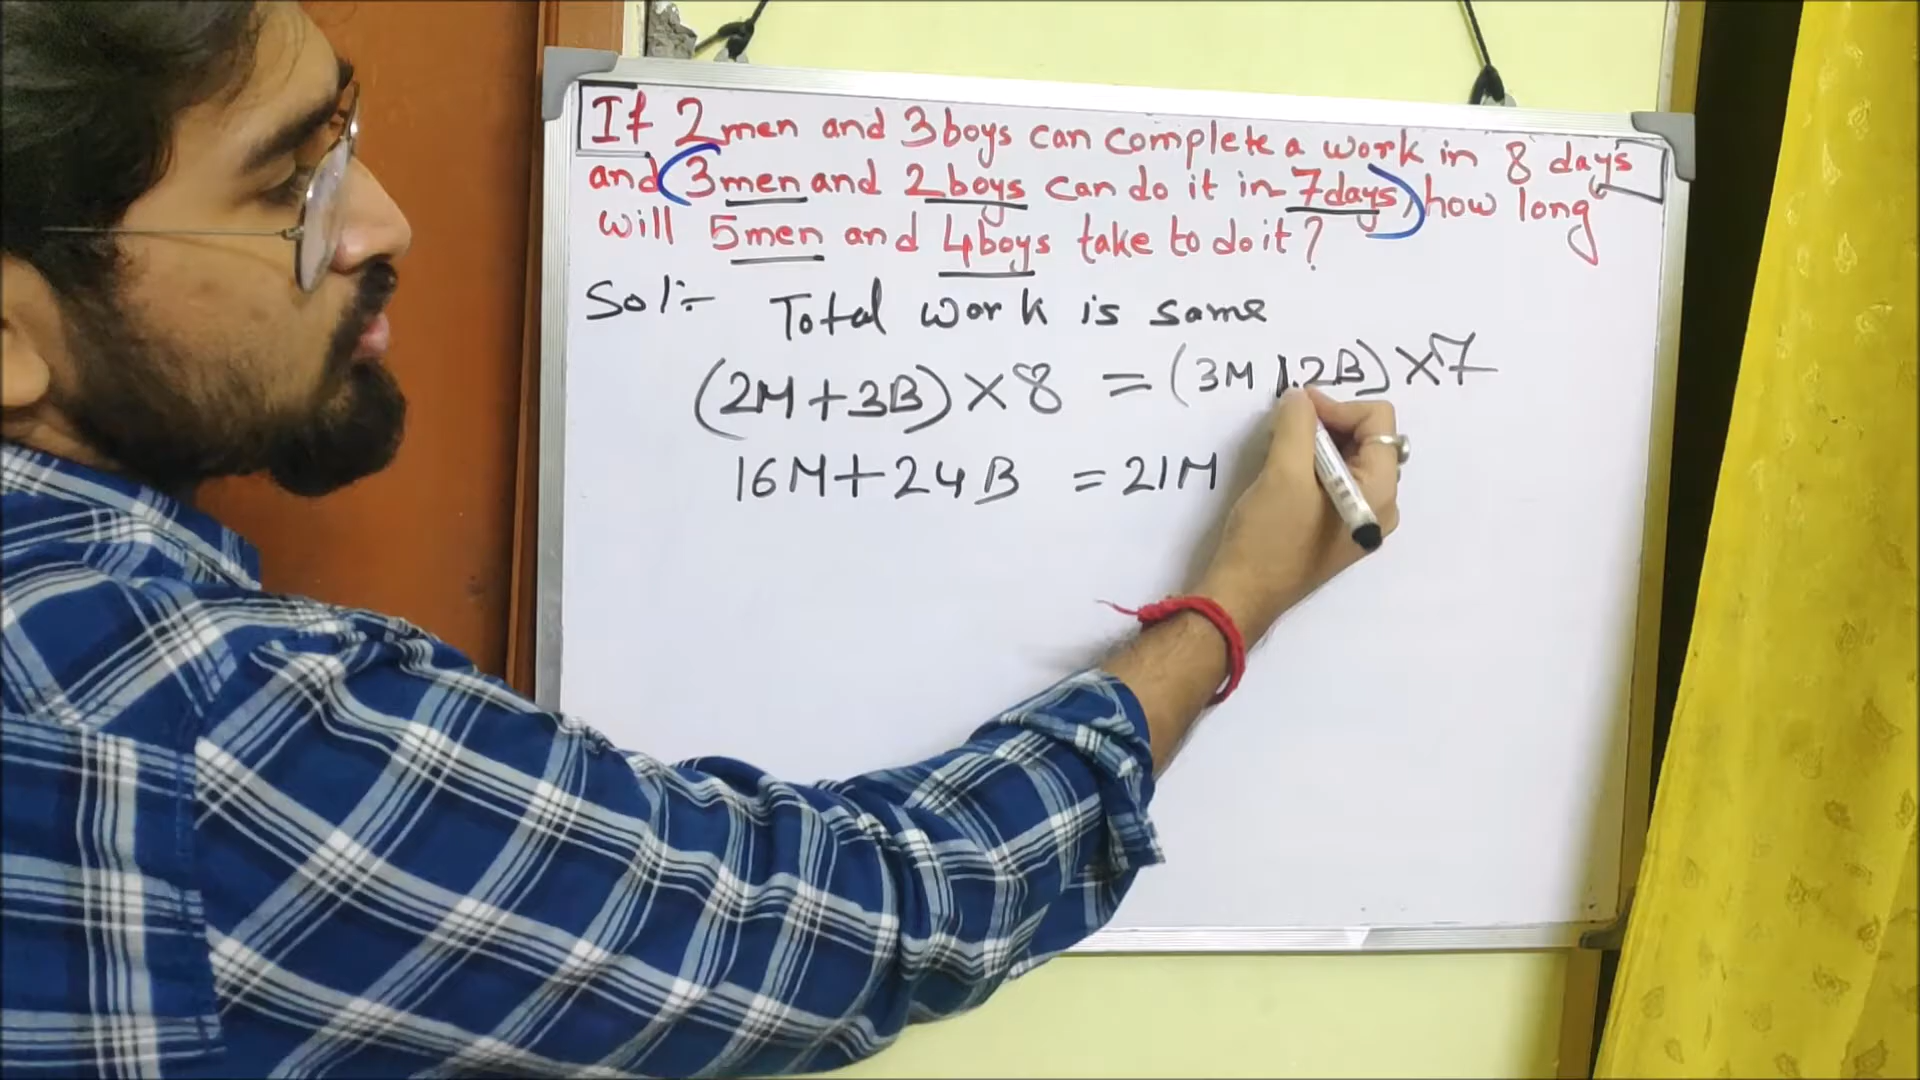 If 2men and 3boys can complete a work in 8 days
and 3men and 2boys can do it in 7days, how long
will 5men and 4boys take to do it?
Sol:- Total work is same
(2M+3B)×8 = (3M+2B)×7
16M+24B = 21M